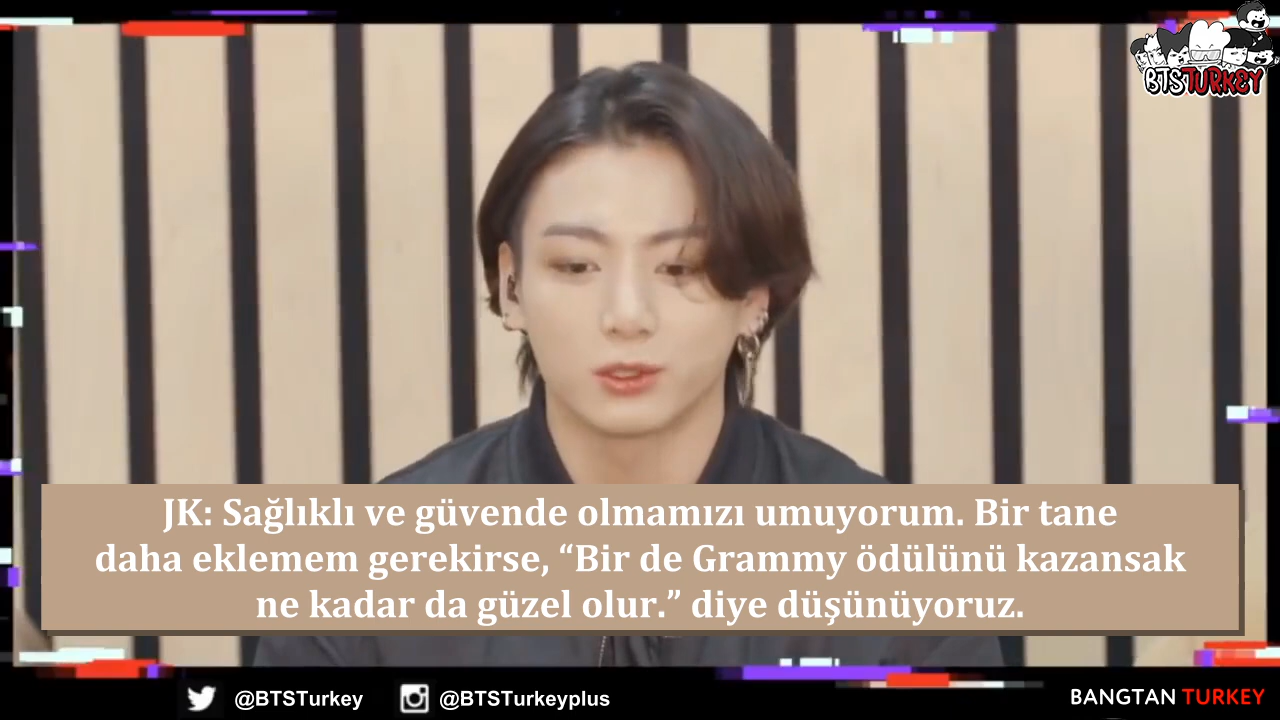 BTSTURKEY
JK: Sağlıklı ve güvende olmamızı umuyorum. Bir tane
daha eklemem gerekirse, “Bir de Grammy ödülünü kazansak
ne kadar da güzel olur.” diye düşünüyoruz.
@BTSTurkey @BTSTurkeyplus BANGTAN TURKEY